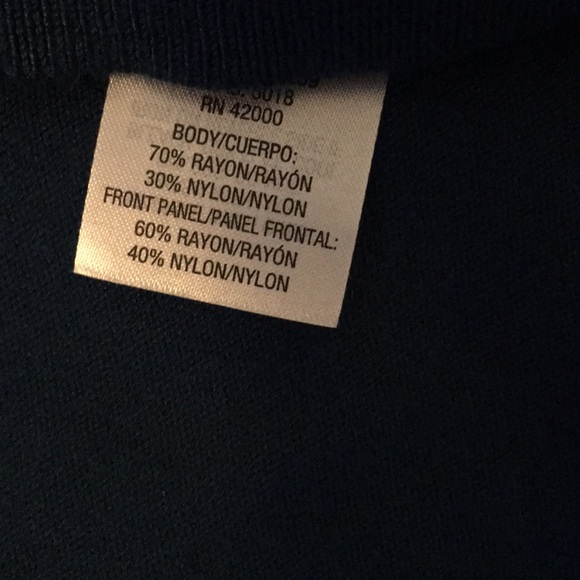 3018
RN 42000
BODY/CUERPO:
70% RAYON/RAYÓN
30% NYLON/NYLON
FRONT PANEL/PANEL FRONTAL:
60% RAYON/RAYÓN
40% NYLON/NYLON